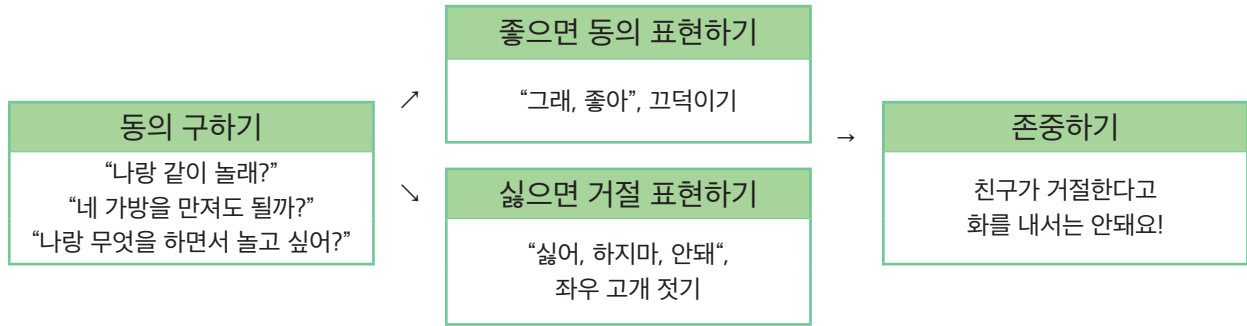 동의 구하기
“나랑 같이 놀래?”
“네 가방을 만져도 될까?”
“나랑 무엇을 하면서 놀고 싶어?”
↗
↘
좋으면 동의 표현하기
“그래, 좋아”, 끄덕이기
싫으면 거절 표현하기
“싫어, 하지마, 안돼“,
좌우 고개 젓기
→
존중하기
친구가 거절한다고
화를 내서는 안돼요!